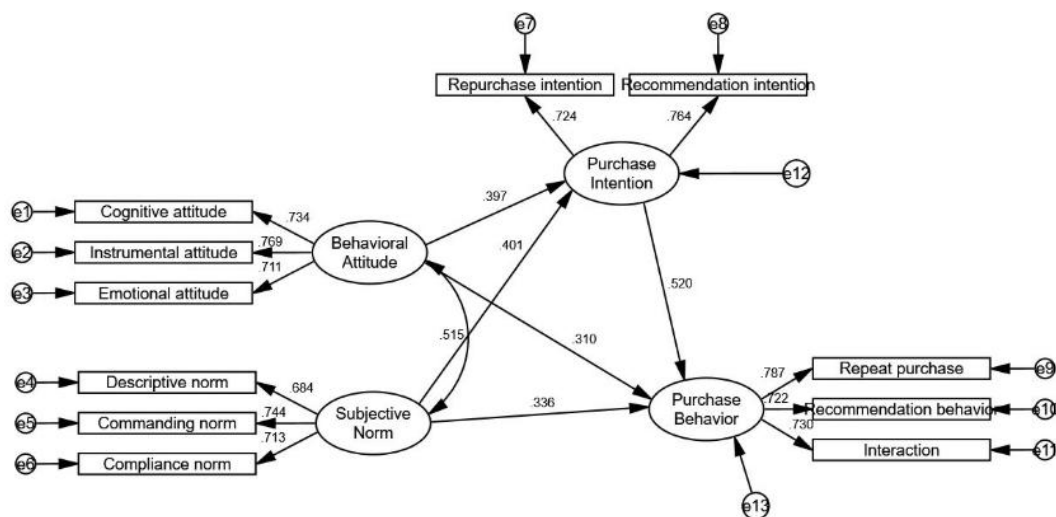 e7
e8
Repurchase intention
Recommendation intention
.724
.764
Purchase
Intention
e12
.397
.401
e1
Cognitive attitude
.734
e2
Instrumental attitude
.769
e3
Emotional attitude
.711
Behavioral
Attitude
.520
.515
.310
e4
Descriptive norm
.684
e5
Commanding norm
.744
e6
Compliance norm
.713
Subjective
Norm
.336
Purchase
Behavior
.787
Repeat purchase
e9
.722
Recommendation behavior
e10
.730
Interaction
e11
e13